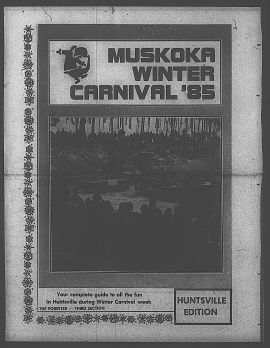 MUSKOKA
WINTER
CARNIVAL '85
Your complete guide to all the fun
in Huntsville during Winter Carnival week
THE FORESTER — THIRD SECTION
HUNTSVILLE
EDITION